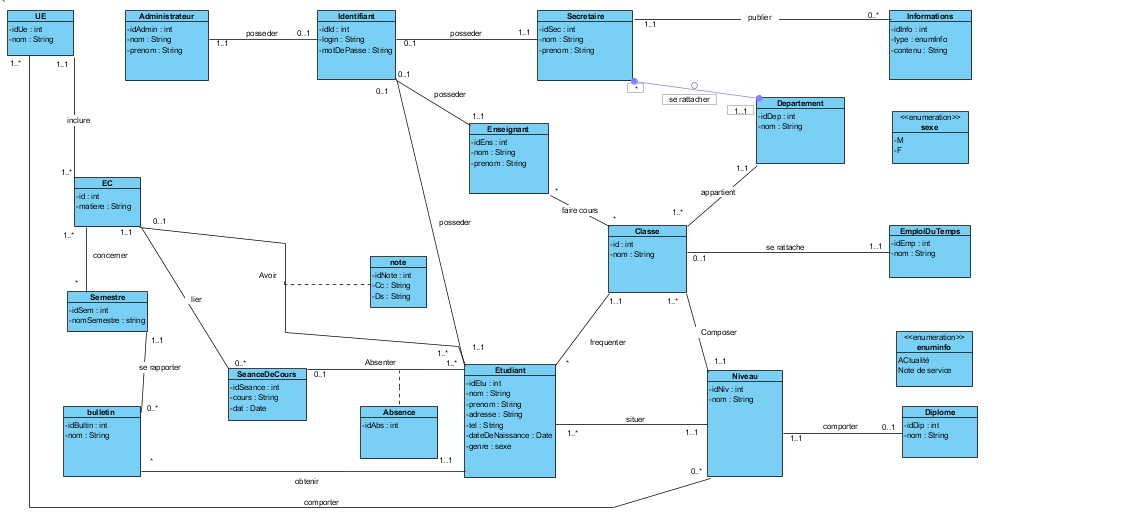 UE
-idUe : int
-nom : String
Administrateur
-idAdmin : int
-nom : String
-prenom : String
Identifiant
-idId : int
-login : String
-motDePasse : String
Secretaire
-idSec : int
-nom : String
-prenom : String
Informations
-idInfo : int
-type : enumInfo
-contenu : String
posseder
1..1
0..1
posseder
0..1
1..1
publier
1..1
0..*
1..*
1..1
inclure
1..*
0..1
0..1
posseder
1..1
*
se rattacher
1..1
Departement
-idDep : int
-nom : String
<<enumeration>>
sexe
-M
-F
Enseignant
-idEns : int
-nom : String
-prenom : String
EC
-id : int
-matiere : String
1..1
appartient
1..*
*
faire cours
*
posseder
Classe
-id : int
-nom : String
EmploiDuTemps
-idEmp : int
-nom : String
se rattache
0..1
1..1
0..1
1..*
1..1
concerner
*
Avoir
note
-idNote : int
-Cc : String
-Ds : String
Semestre
-idSem : int
-nomSemestre : string
lier
1..1
1..*
frequenter
Composer
<<enumeration>>
enuminfo
ACtualité
Note de service
1..1
se rapporter
0..*
0..*
1..*
1..1
Absenter
1..*
0..1
*
1..1
SeanceDeCours
-idSeance : int
-cours : String
-dat : Date
Etudiant
-idEtu : int
-nom : String
-prenom : String
-adresse : String
-tel : String
-dateDeNaissance : Date
-genre : sexe
Niveau
-idNiv : int
-nom : String
bulletin
-idBultin : int
-nom : String
Absence
-idAbs : int
Diplome
-idDip : int
-nom : String
situer
1..*
1..1
comporter
1..1
0..1
*
1..1
obtenir
0..*
comporter